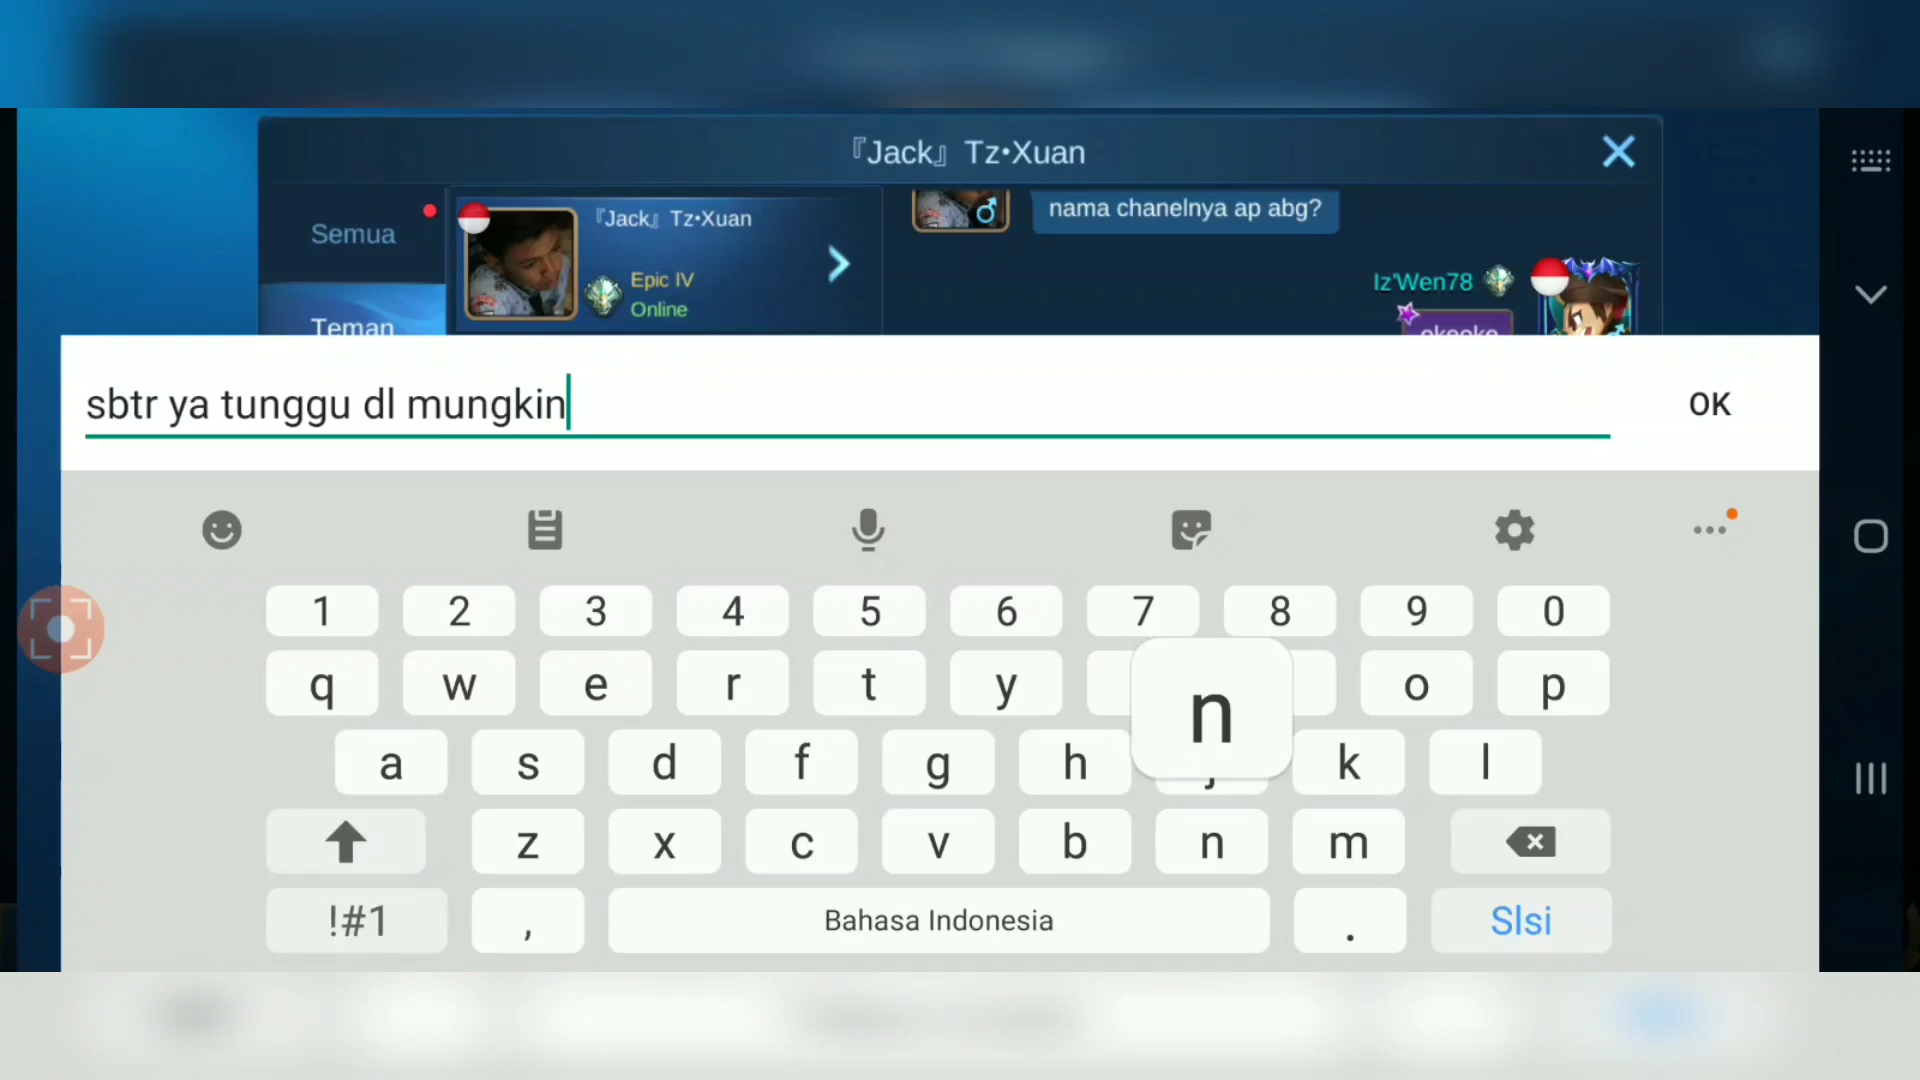 『Jack』 Tz•Xuan
Semua
『Jack』 Tz•Xuan
Epic IV
Online
Teman
nama chanelnya ap abg?
Iz'Wen78
okeoke
sbtr ya tunggu dl mungkin
OK
1 2 3 4 5 6 7 8 9 0
q w e r t y o p
n
a s d f g h j k l
z x c v b n m
!#1 , Bahasa Indonesia . Slsi